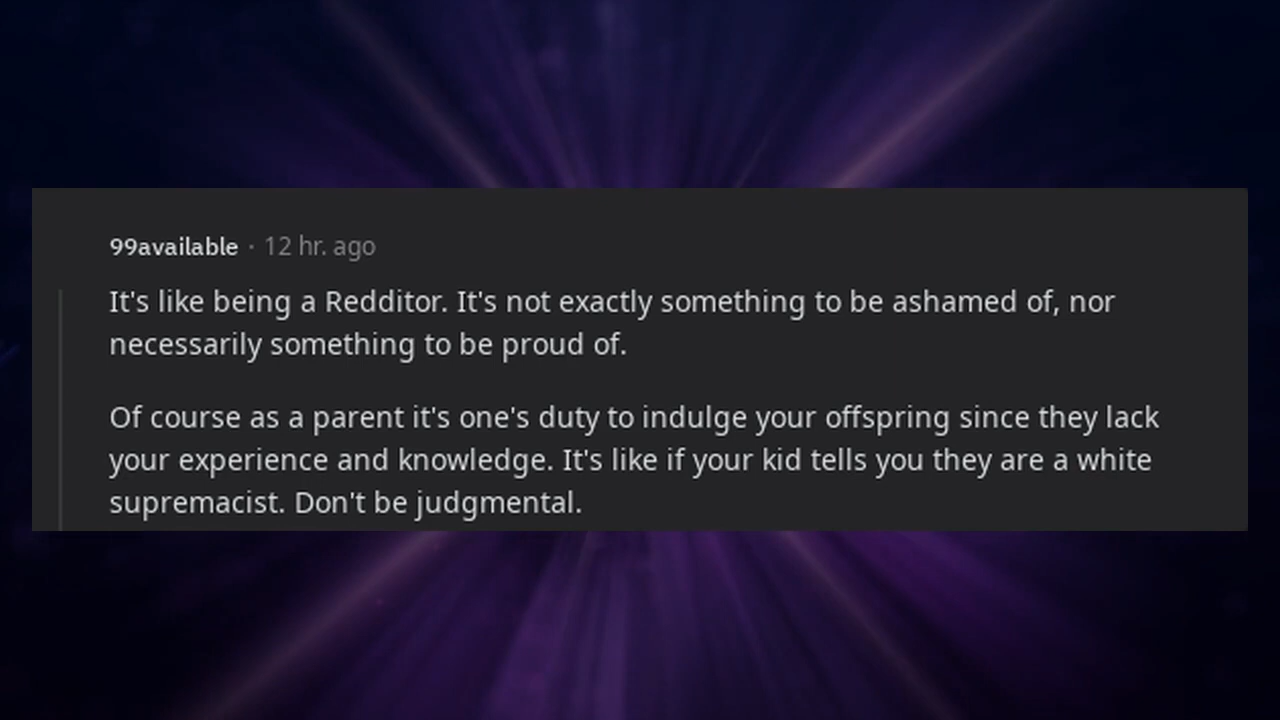 99available · 12 hr. ago
It's like being a Redditor. It's not exactly something to be ashamed of, nor
necessarily something to be proud of.
Of course as a parent it's one's duty to indulge your offspring since they lack
your experience and knowledge. It's like if your kid tells you they are a white
supremacist. Don't be judgmental.